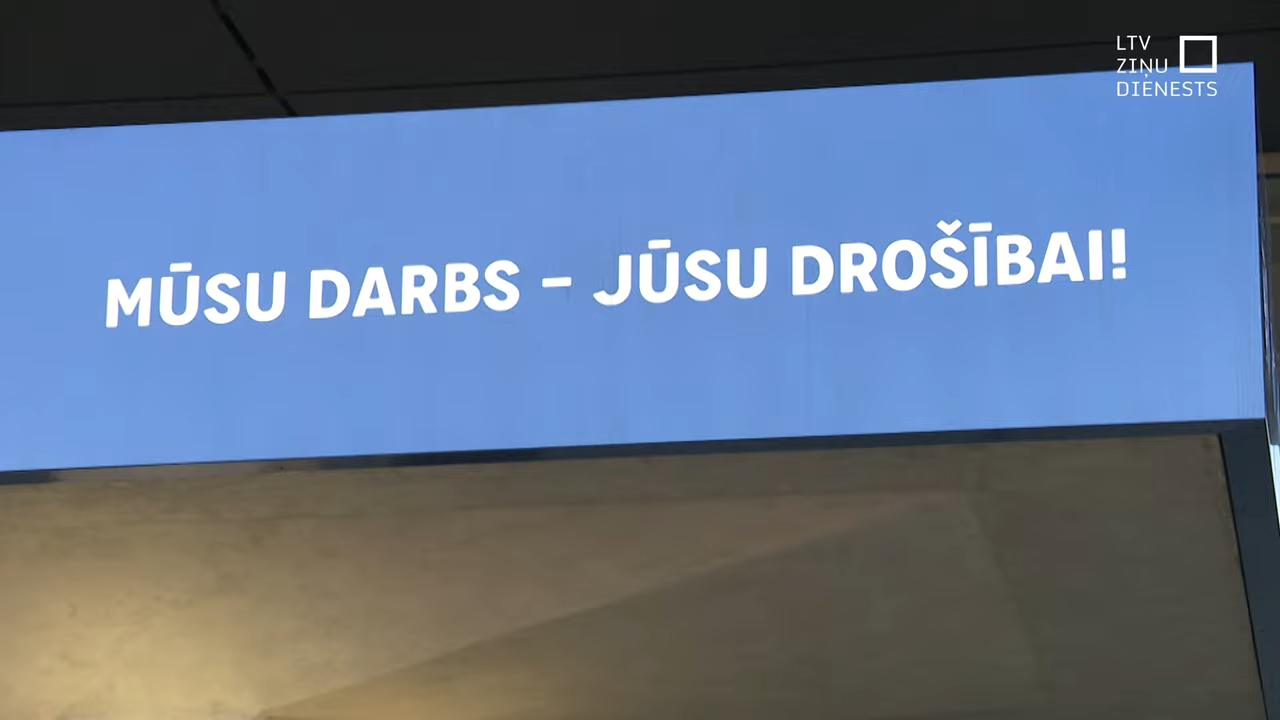 LTV
ZIŅU
DIENESTS
MŪSU DARBS – JŪSU DROŠĪBAI!